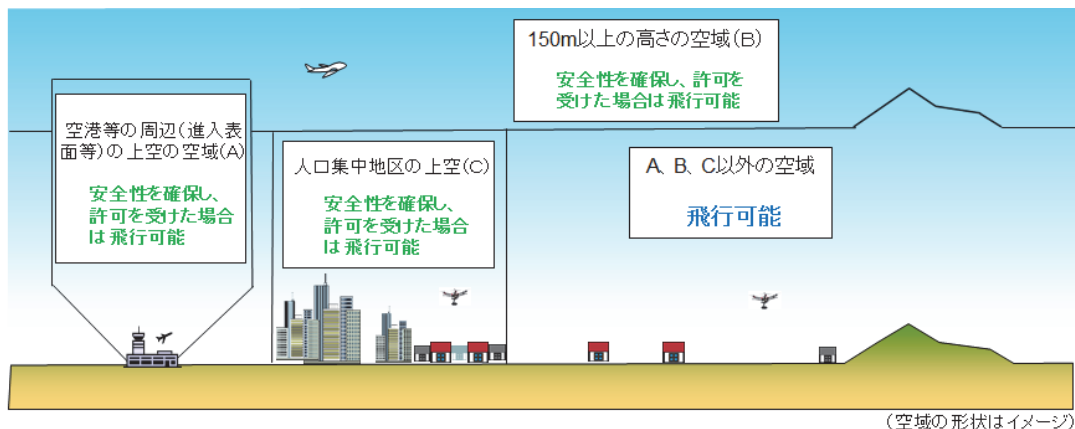 150m以上の高さの空域(B)
安全性を確保し、許可を
受けた場合は飛行可能
空港等の周辺(進入表
面等)の上空の空域(A)
安全性を確保し、
許可を受けた場合
は飛行可能
人口集中地区の上空(C)
安全性を確保し、
許可を受けた場合
は飛行可能
A、B、C以外の空域
飛行可能
(空域の形状はイメージ)